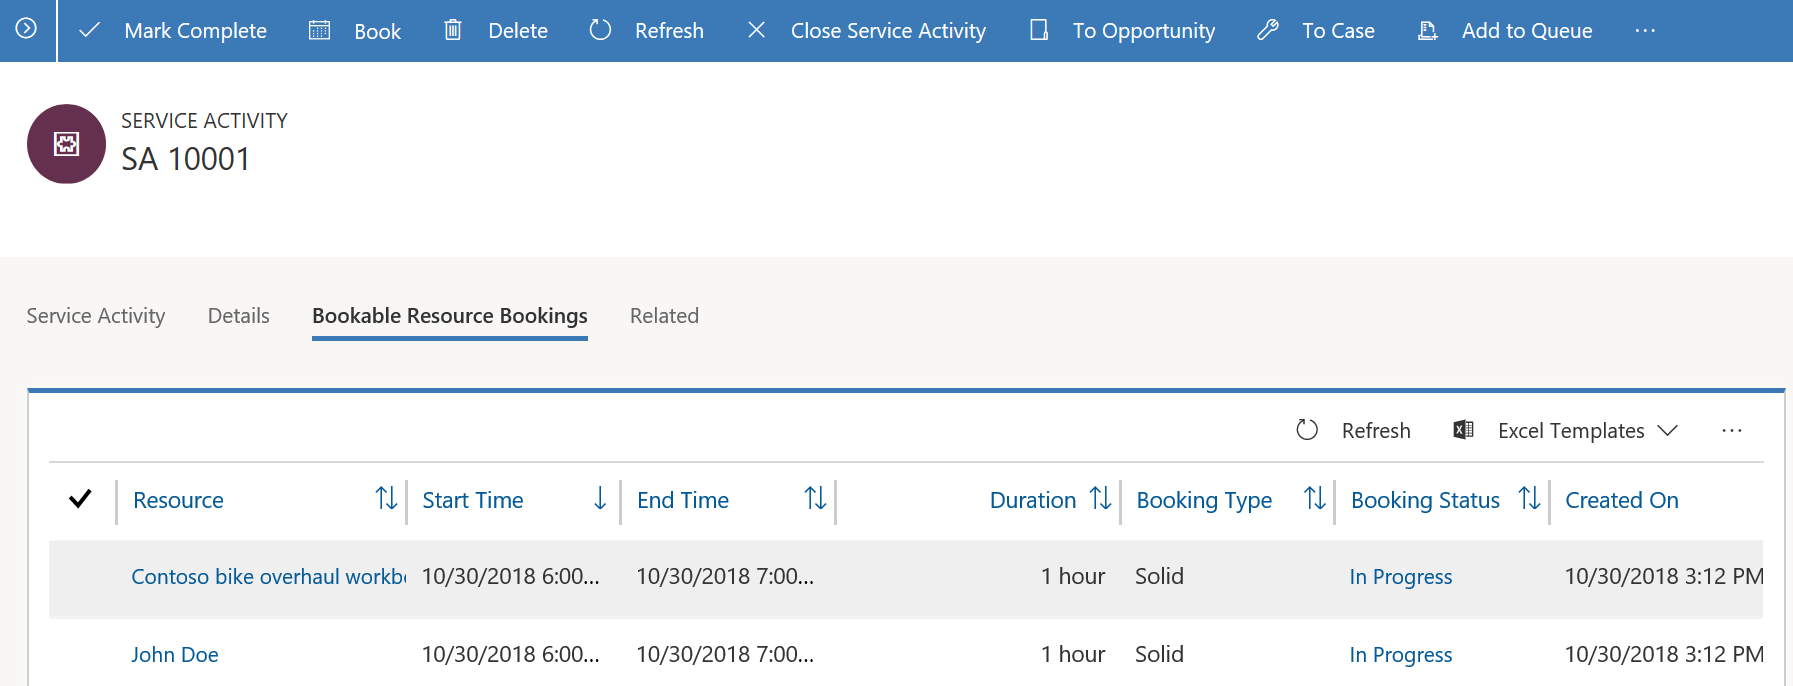 Mark Complete Book Delete Refresh Close Service Activity To Opportunity To Case Add to Queue ...
SERVICE ACTIVITY
SA 10001
Service Activity Details Bookable Resource Bookings Related
Refresh Excel Templates ...
Resource Start Time End Time Duration Booking Type Booking Status Created On
Contoso bike overhaul 10/30/2018 6:00... 10/30/2018 7:00... 1 hour Solid In Progress 10/30/2018 3:12 PM
John Doe 10/30/2018 6:00... 10/30/2018 7:00... 1 hour Solid In Progress 10/30/2018 3:12 PM